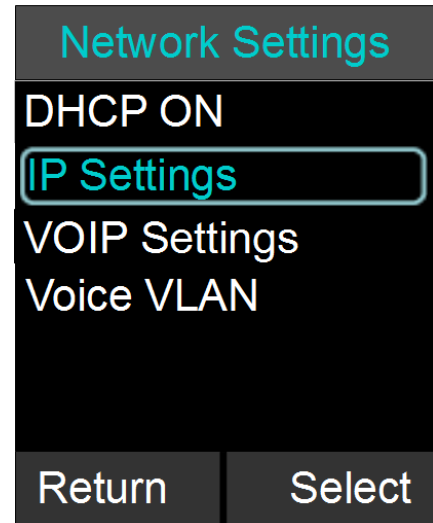 Network Settings
DHCP ON
IP Settings
VOIP Settings
Voice VLAN
Return Select